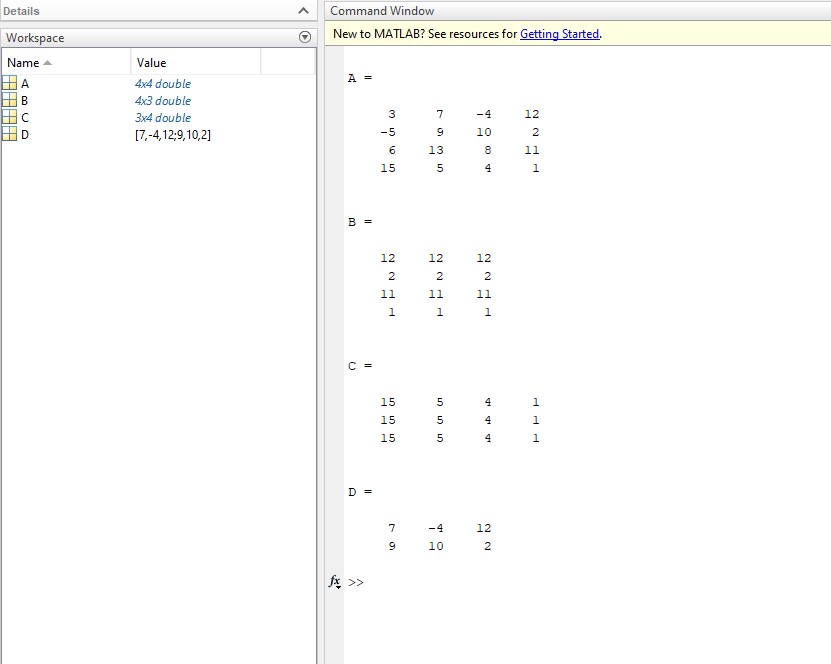 Details
Workspace
Name Value
A 4x4 double
B 4x3 double
C 3x4 double
D [7,-4,12;9,10,2]
Command Window
New to MATLAB? See resources for Getting Started.
A =
3 7 -4 12
-5 9 10 2
6 13 8 11
15 5 4 1
B =
12 12 12
2 2 2
11 11 11
1 1 1
C =
15 5 4 1
15 5 4 1
15 5 4 1
D =
7 -4 12
9 10 2
fx >>